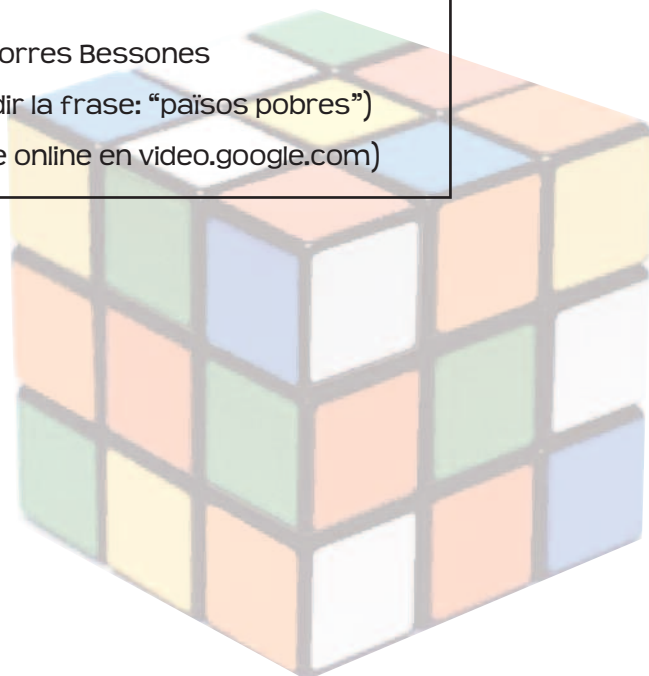 orres Bessones
dir la frase: “països pobres”)
e online en video.google.com)